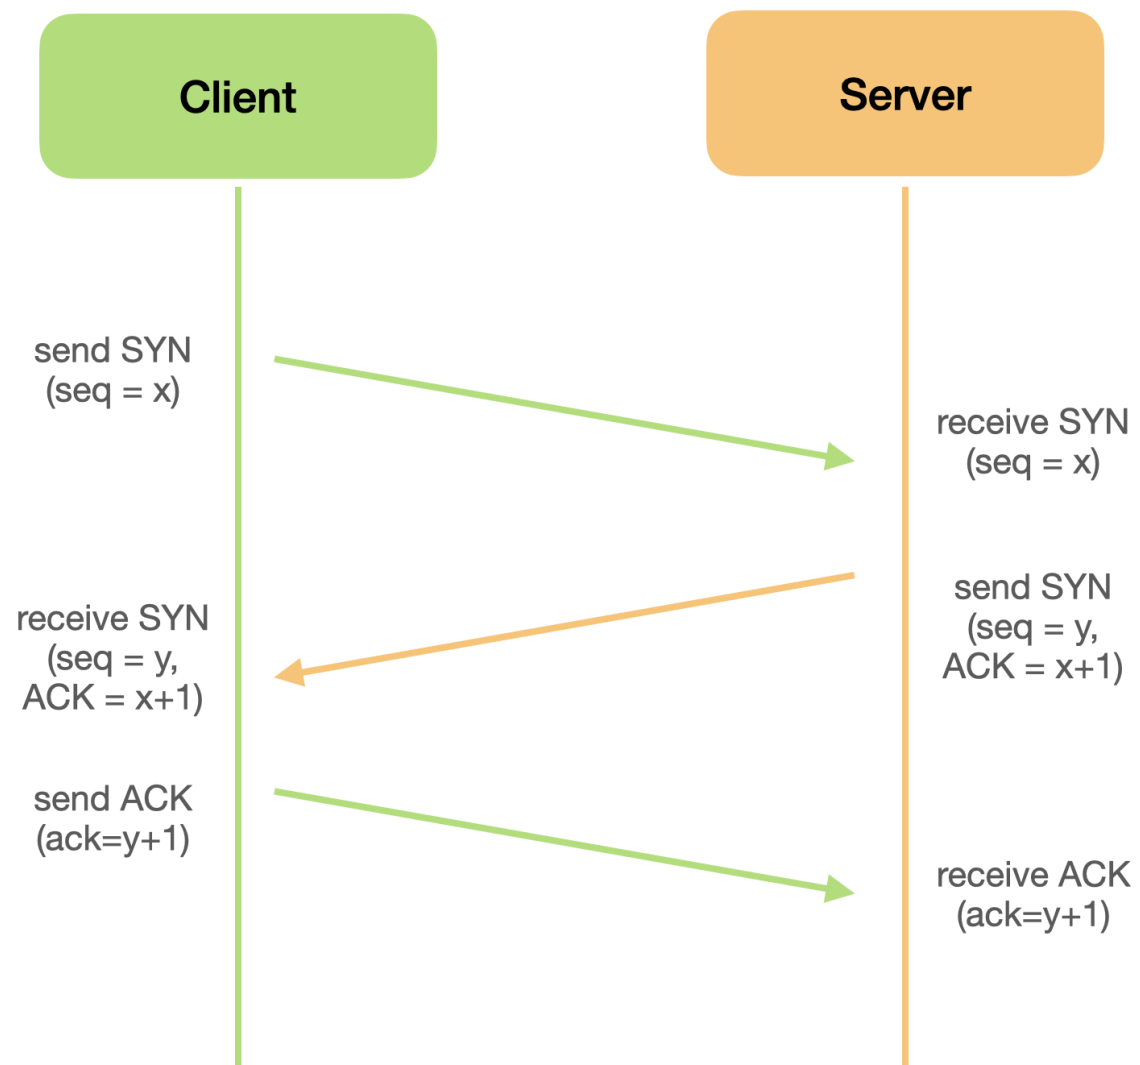 Client
Server
send SYN
(seq = x)
receive SYN
(seq = x)
send SYN
(seq = y,
ACK = x+1)
receive SYN
(seq = y,
ACK = x+1)
send ACK
(ack=y+1)
receive ACK
(ack=y+1)